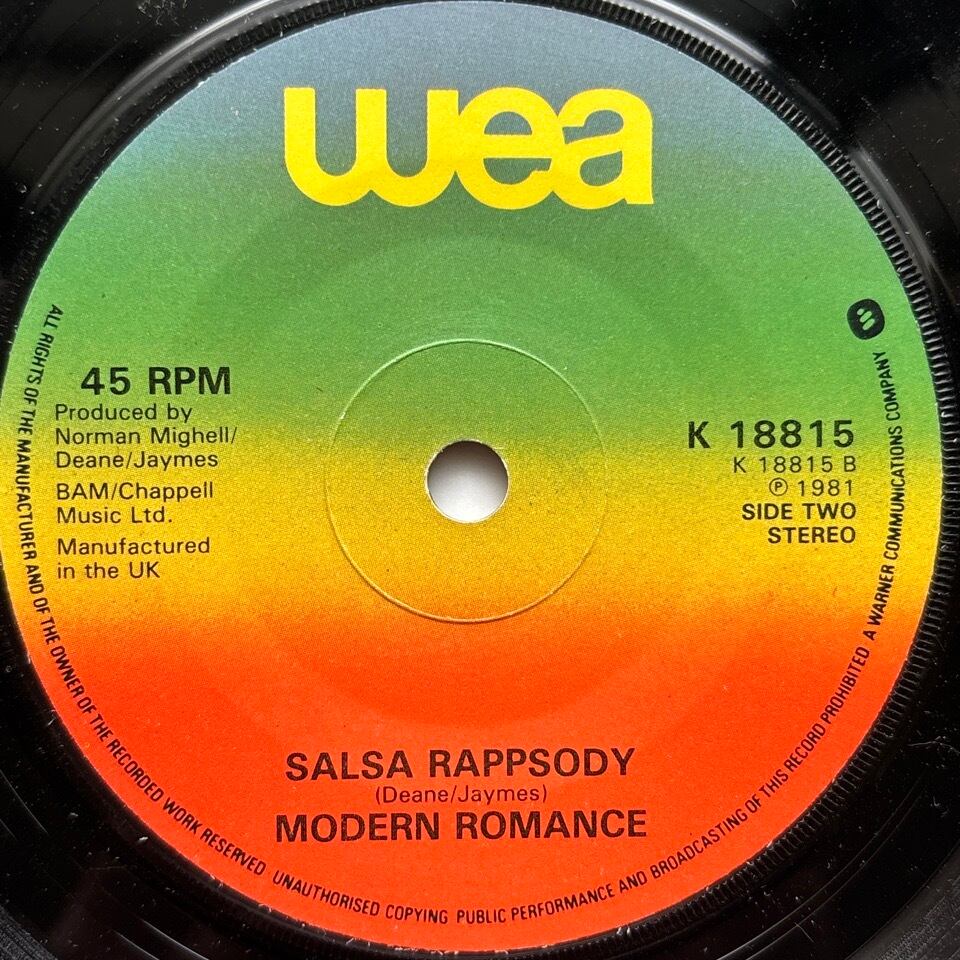 wea
45 RPM
Produced by
Norman Mighell/
Deane/Jaymes
BAM/Chappell
Music Ltd.
Manufactured
in the UK
K 18815
K 18815 B
℗ 1981
SIDE TWO
STEREO
SALSA RAPPSODY
(Deane/Jaymes)
MODERN ROMANCE
ALL RIGHTS OF THE MANUFACTURER AND OF THE OWNER OF THE RECORDED WORK RESERVED UNAUTHORISED COPYING PUBLIC PERFORMANCE AND BROADCASTING OF THIS RECORD PROHIBITED A WARNER COMMUNICATIONS COMPANY